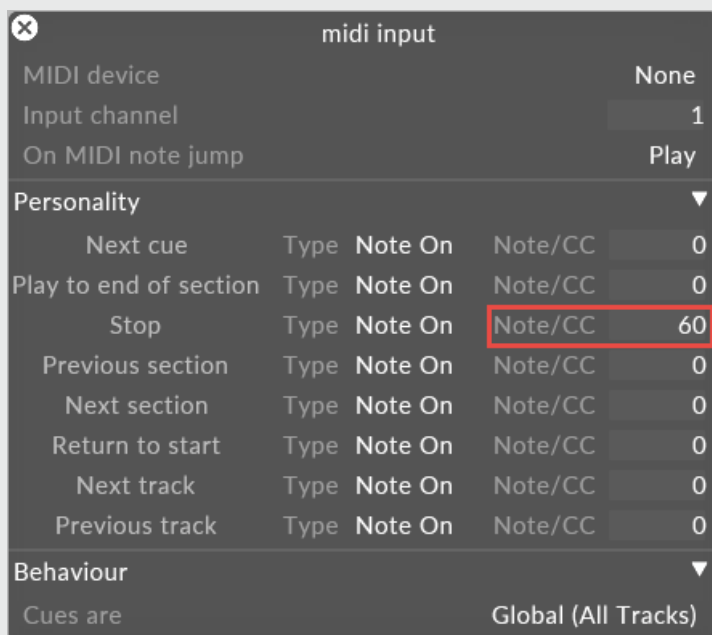 midi input
MIDI device None
Input channel 1
On MIDI note jump Play
Personality
Next cue Type Note On Note/CC 0
Play to end of section Type Note On Note/CC 0
Stop Type Note On Note/CC 60
Previous section Type Note On Note/CC 0
Next section Type Note On Note/CC 0
Return to start Type Note On Note/CC 0
Next track Type Note On Note/CC 0
Previous track Type Note On Note/CC 0
Behaviour
Cues are Global (All Tracks)